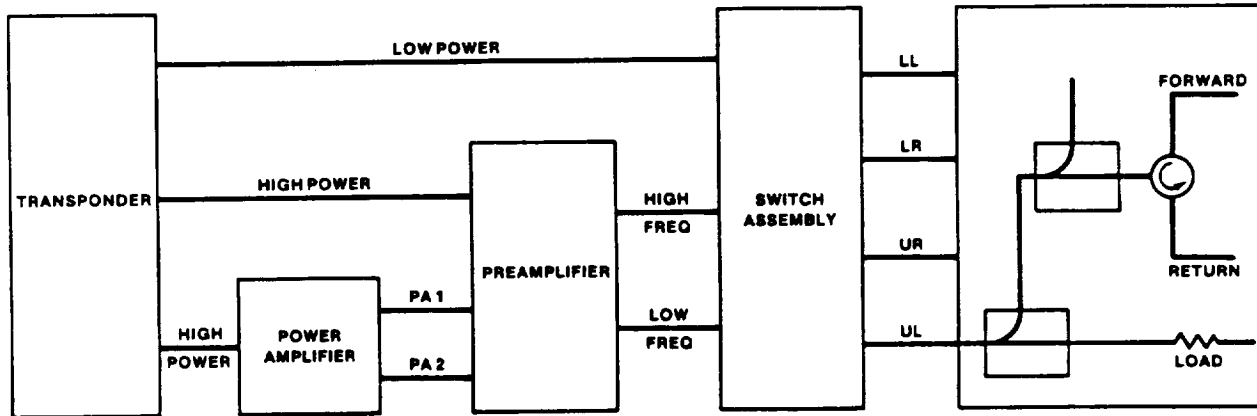 LOW POWER
LL
FORWARD
LR
TRANSPONDER
HIGH POWER
HIGH
FREQ
SWITCH
ASSEMBLY
PREAMPLIFIER
UR
RETURN
HIGH
POWER
POWER
AMPLIFIER
PA 1
PA 2
LOW
FREQ
UL
LOAD